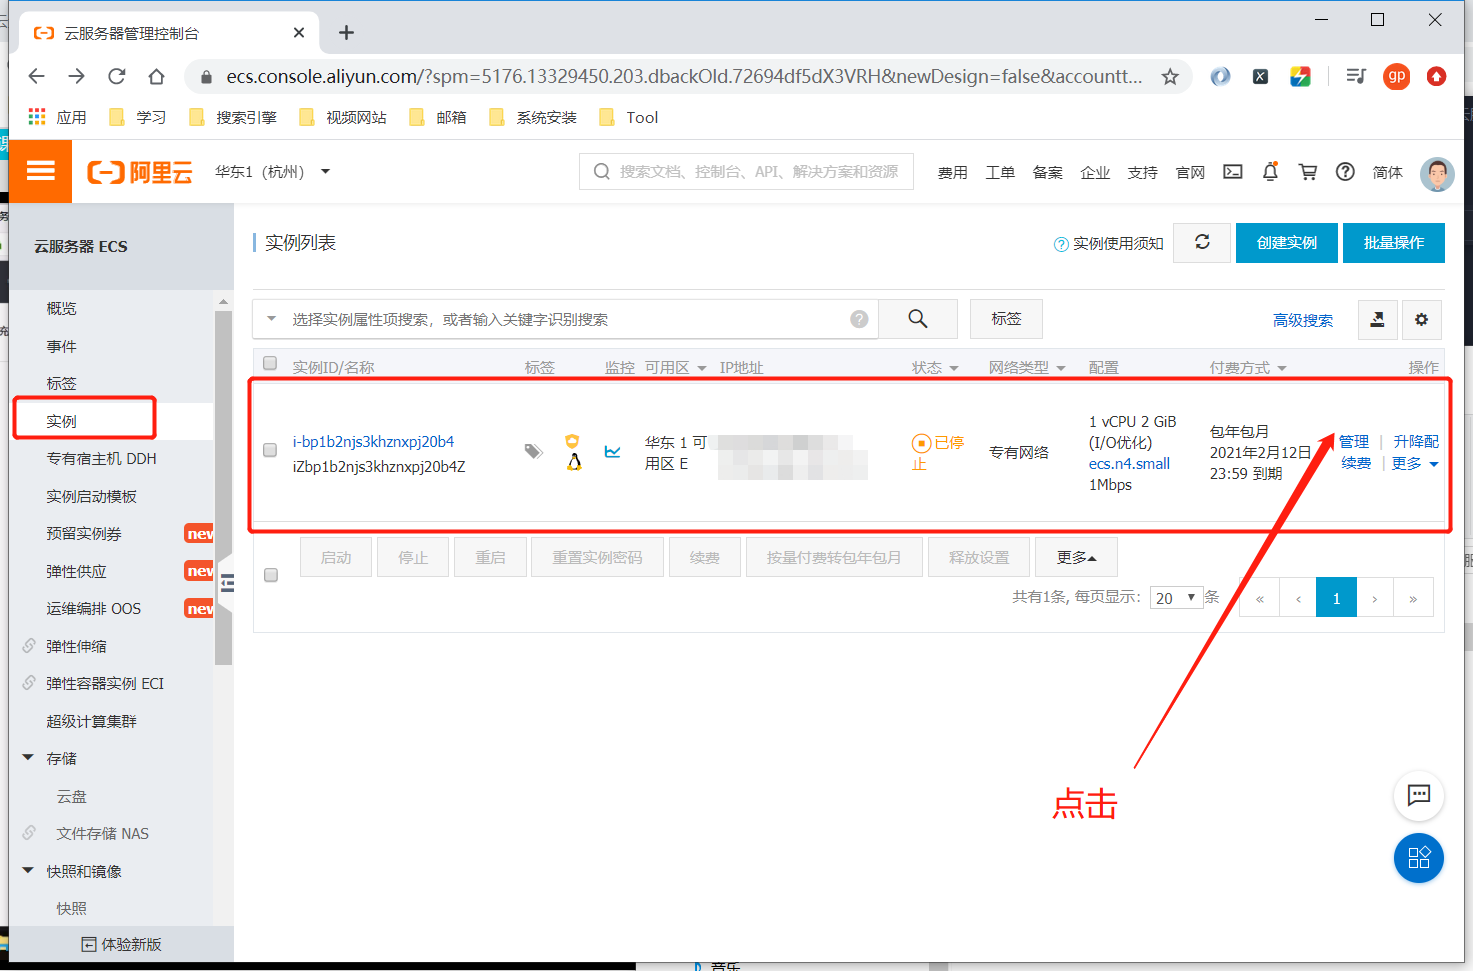 云服务器管理控制台
ecs.console.aliyun.com/?spm=5176.13329450.203.dbackOld.72694df5dX3VRH&newDesign=false&accountt...
gp
应用 学习 搜索引擎 视频网站 邮箱 系统安装 Tool
阿里云 华东1（杭州） 搜索文档、控制台、API、解决方案和资源 费用 工单 备案 企业 支持 官网 简体
云服务器 ECS
概览
事件
标签
实例
专有宿主机 DDH
实例启动模板
预留实例券 new
弹性供应 new
运维编排 OOS new
弹性伸缩
弹性容器实例 ECI
超级计算集群
存储
云盘
文件存储 NAS
快照和镜像
快照
体验新版
实例列表 实例使用须知 创建实例 批量操作
选择实例属性项搜索，或者输入关键字识别搜索 标签 高级搜索
实例ID/名称 标签 监控 可用区 IP地址 状态 网络类型 配置 付费方式 操作
i-bp1b2njs3khznxpj20b4
iZbp1b2njs3khznxpj20b4Z
华东 1 可
用区 E
已停
止
专有网络
1 vCPU 2 GiB
(I/O优化)
ecs.n4.small
1Mbps
包年包月
2021年2月12日
23:59 到期
管理 | 升降配
续费 | 更多
启动 停止 重启 重置实例密码 续费 按量付费转包年包月 释放设置 更多
共有1条, 每页显示: 20 条 « ‹ 1 › »
点击
音乐